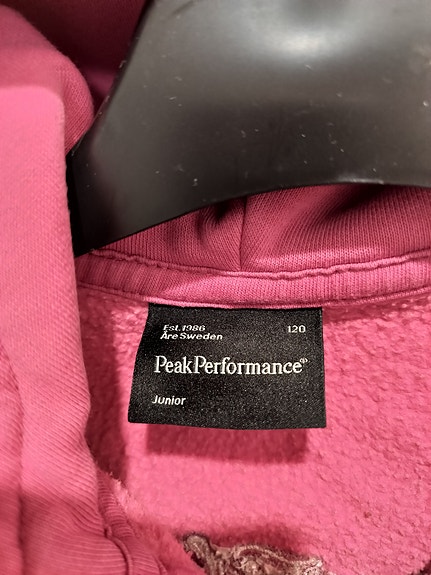 Est.1986 120
Åre Sweden
PeakPerformance®
Junior